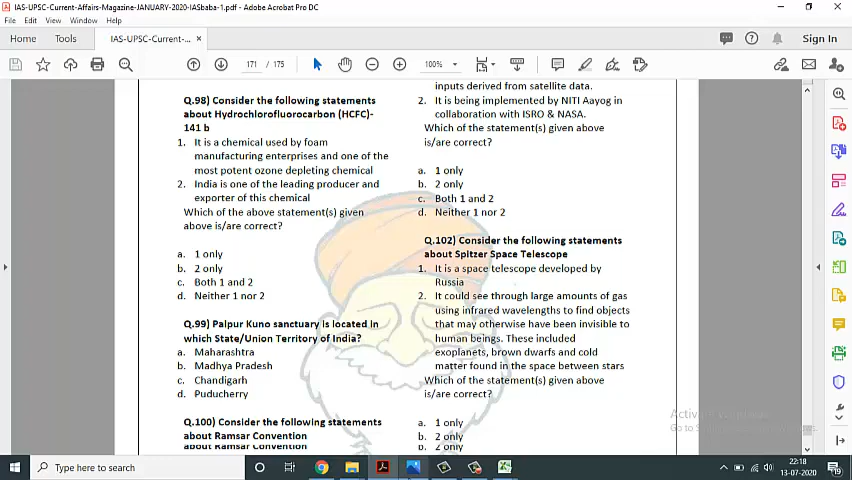 IAS-UPSC-Current-Affairs-Magazine-JANUARY-2020-IASbaba-1.pdf - Adobe Acrobat Pro DC
File Edit View Window Help
Home Tools IAS-UPSC-Current-... × Sign In
171 / 175 100%
Q.98) Consider the following statements
about Hydrochlorofluorocarbon (HCFC)-
141 b
1. It is a chemical used by foam
manufacturing enterprises and one of the
most potent ozone depleting chemical
2. India is one of the leading producer and
exporter of this chemical
Which of the above statement(s) given
above is/are correct?
a. 1 only
b. 2 only
c. Both 1 and 2
d. Neither 1 nor 2
Q.99) Palpur Kuno sanctuary is located in
which State/Union Territory of India?
a. Maharashtra
b. Madhya Pradesh
c. Chandigarh
d. Puducherry
Q.100) Consider the following statements
about Ramsar Convention
about Ramsar Convention
inputs derived from satellite data.
2. It is being implemented by NITI Aayog in
collaboration with ISRO & NASA.
Which of the statement(s) given above
is/are correct?
a. 1 only
b. 2 only
c. Both 1 and 2
d. Neither 1 nor 2
Q.102) Consider the following statements
about Spitzer Space Telescope
1. It is a space telescope developed by
Russia
2. It could see through large amounts of gas
using infrared wavelengths to find objects
that may otherwise have been invisible to
human beings. These included
exoplanets, brown dwarfs and cold
matter found in the space between stars
Which of the statement(s) given above
is/are correct?
a. 1 only
b. 2 only
b. 2 only
Type here to search
22:18
13-07-2020
19